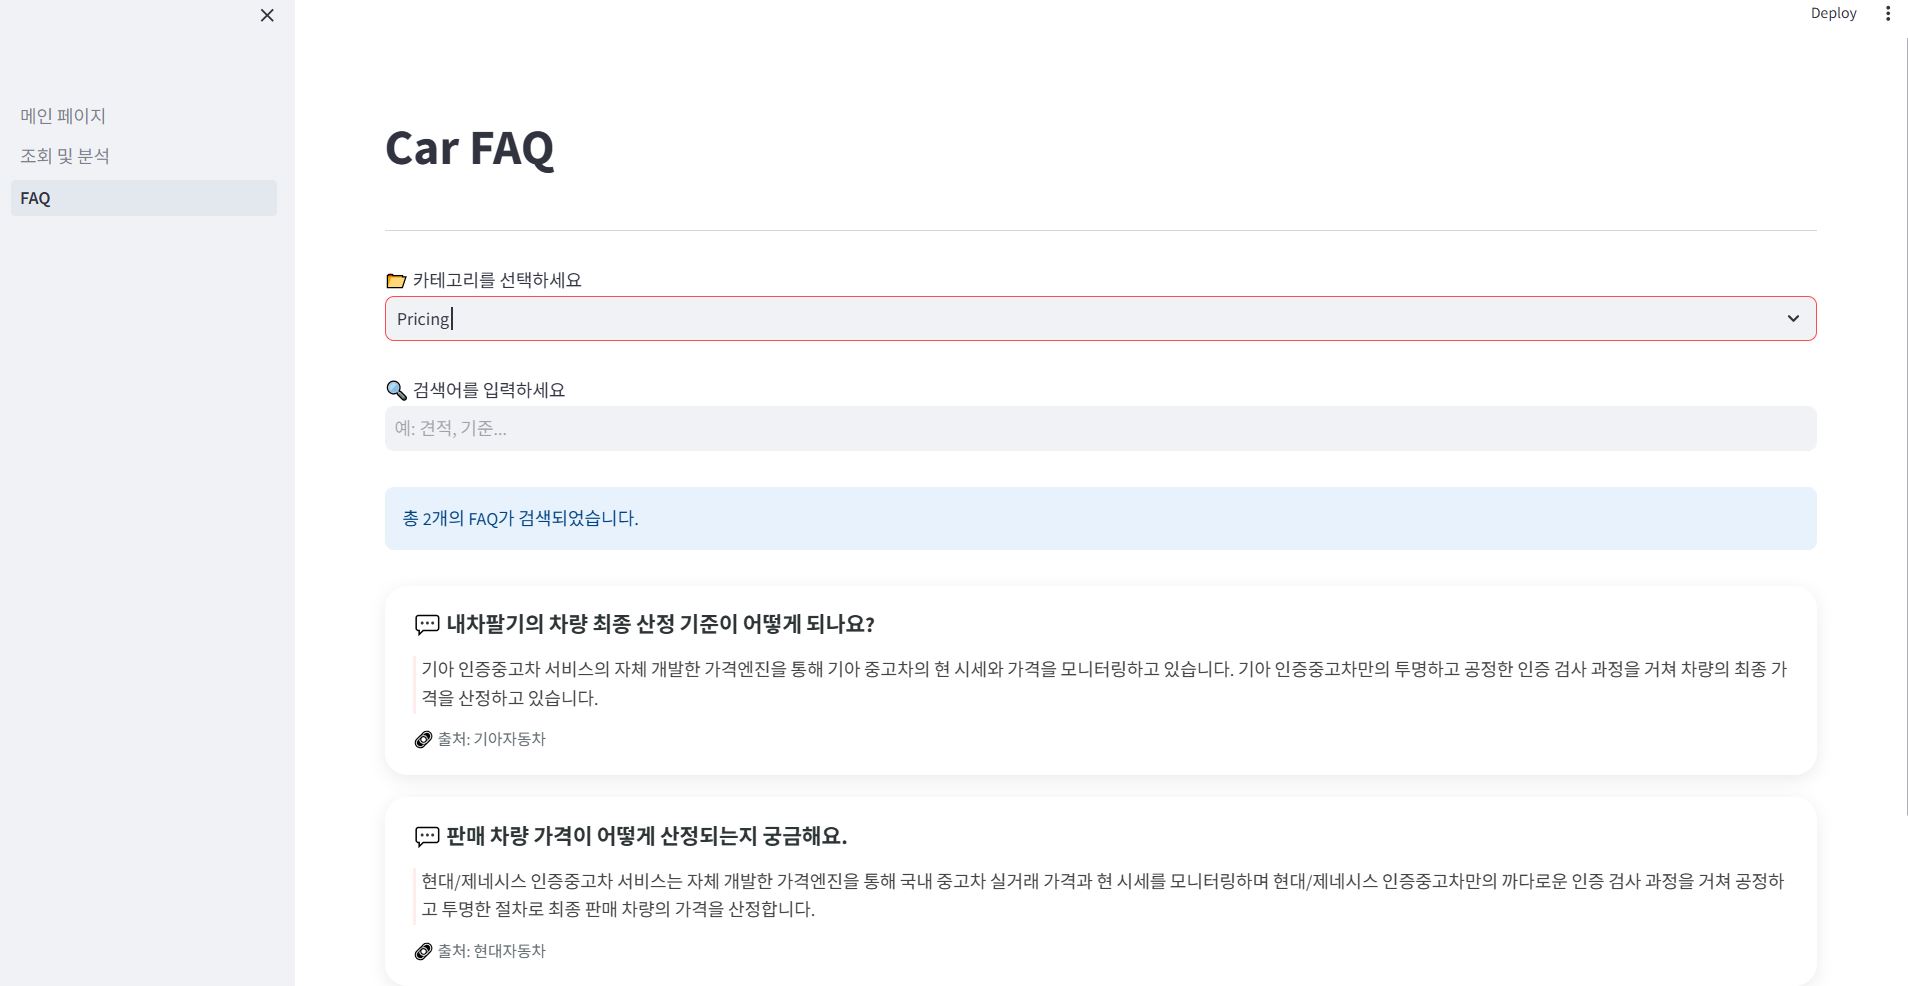 Deploy
메인 페이지
조회 및 분석
FAQ
Car FAQ
카테고리를 선택하세요
Pricing
검색어를 입력하세요
예: 견적, 기준...
총 2개의 FAQ가 검색되었습니다.
내차팔기의 차량 최종 산정 기준이 어떻게 되나요?
기아 인증중고차 서비스의 자체 개발한 가격엔진을 통해 기아 중고차의 현 시세와 가격을 모니터링하고 있습니다. 기아 인증중고차만의 투명하고 공정한 인증 검사 과정을 거쳐 차량의 최종 가
격을 산정하고 있습니다.
출처: 기아자동차
판매 차량 가격이 어떻게 산정되는지 궁금해요.
현대/제네시스 인증중고차 서비스는 자체 개발한 가격엔진을 통해 국내 중고차 실거래 가격과 현 시세를 모니터링하며 현대/제네시스 인증중고차만의 까다로운 인증 검사 과정을 거쳐 공정하
고 투명한 절차로 최종 판매 차량의 가격을 산정합니다.
출처: 현대자동차